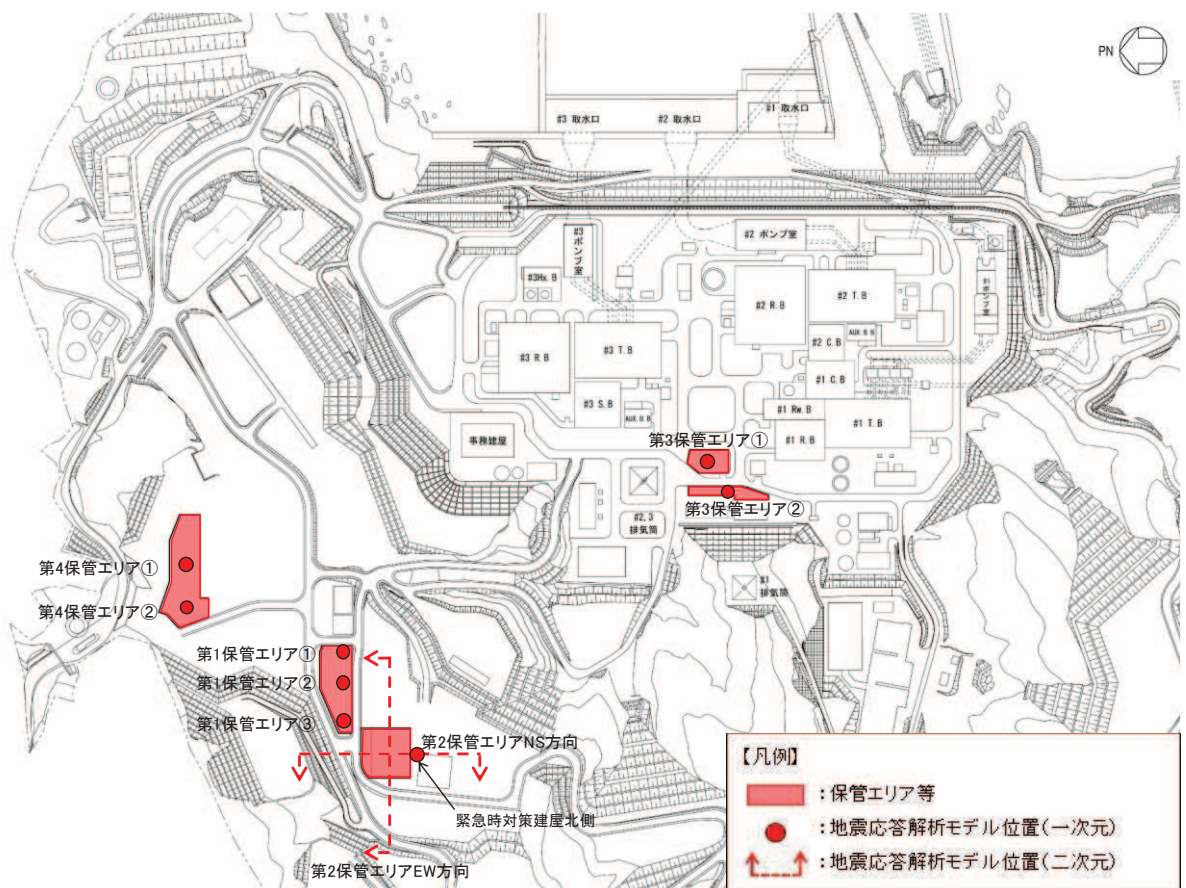 PN
#3 取水口
#2 取水口
#1 取水口
#3
ポンプ室
#2 ポンプ室
#1
ポンプ室
#3Hx.B
#2 R.B
#2 T.B
#3 R.B
#3 T.B
#2 C.B
AUX B B
#1 C.B
#3 S.B
AUX B B
#1 Rw.B
#1 T.B
#1 R.B
事務建屋
第3保管エリア①
第3保管エリア②
#2,3
排気筒
#1
排気筒
第4保管エリア①
第4保管エリア②
第1保管エリア①
第1保管エリア②
第1保管エリア③
第2保管エリアNS方向
緊急時対策建屋北側
第2保管エリアEW方向
【凡例】
：保管エリア等
：地震応答解析モデル位置(一次元)
：地震応答解析モデル位置(二次元)